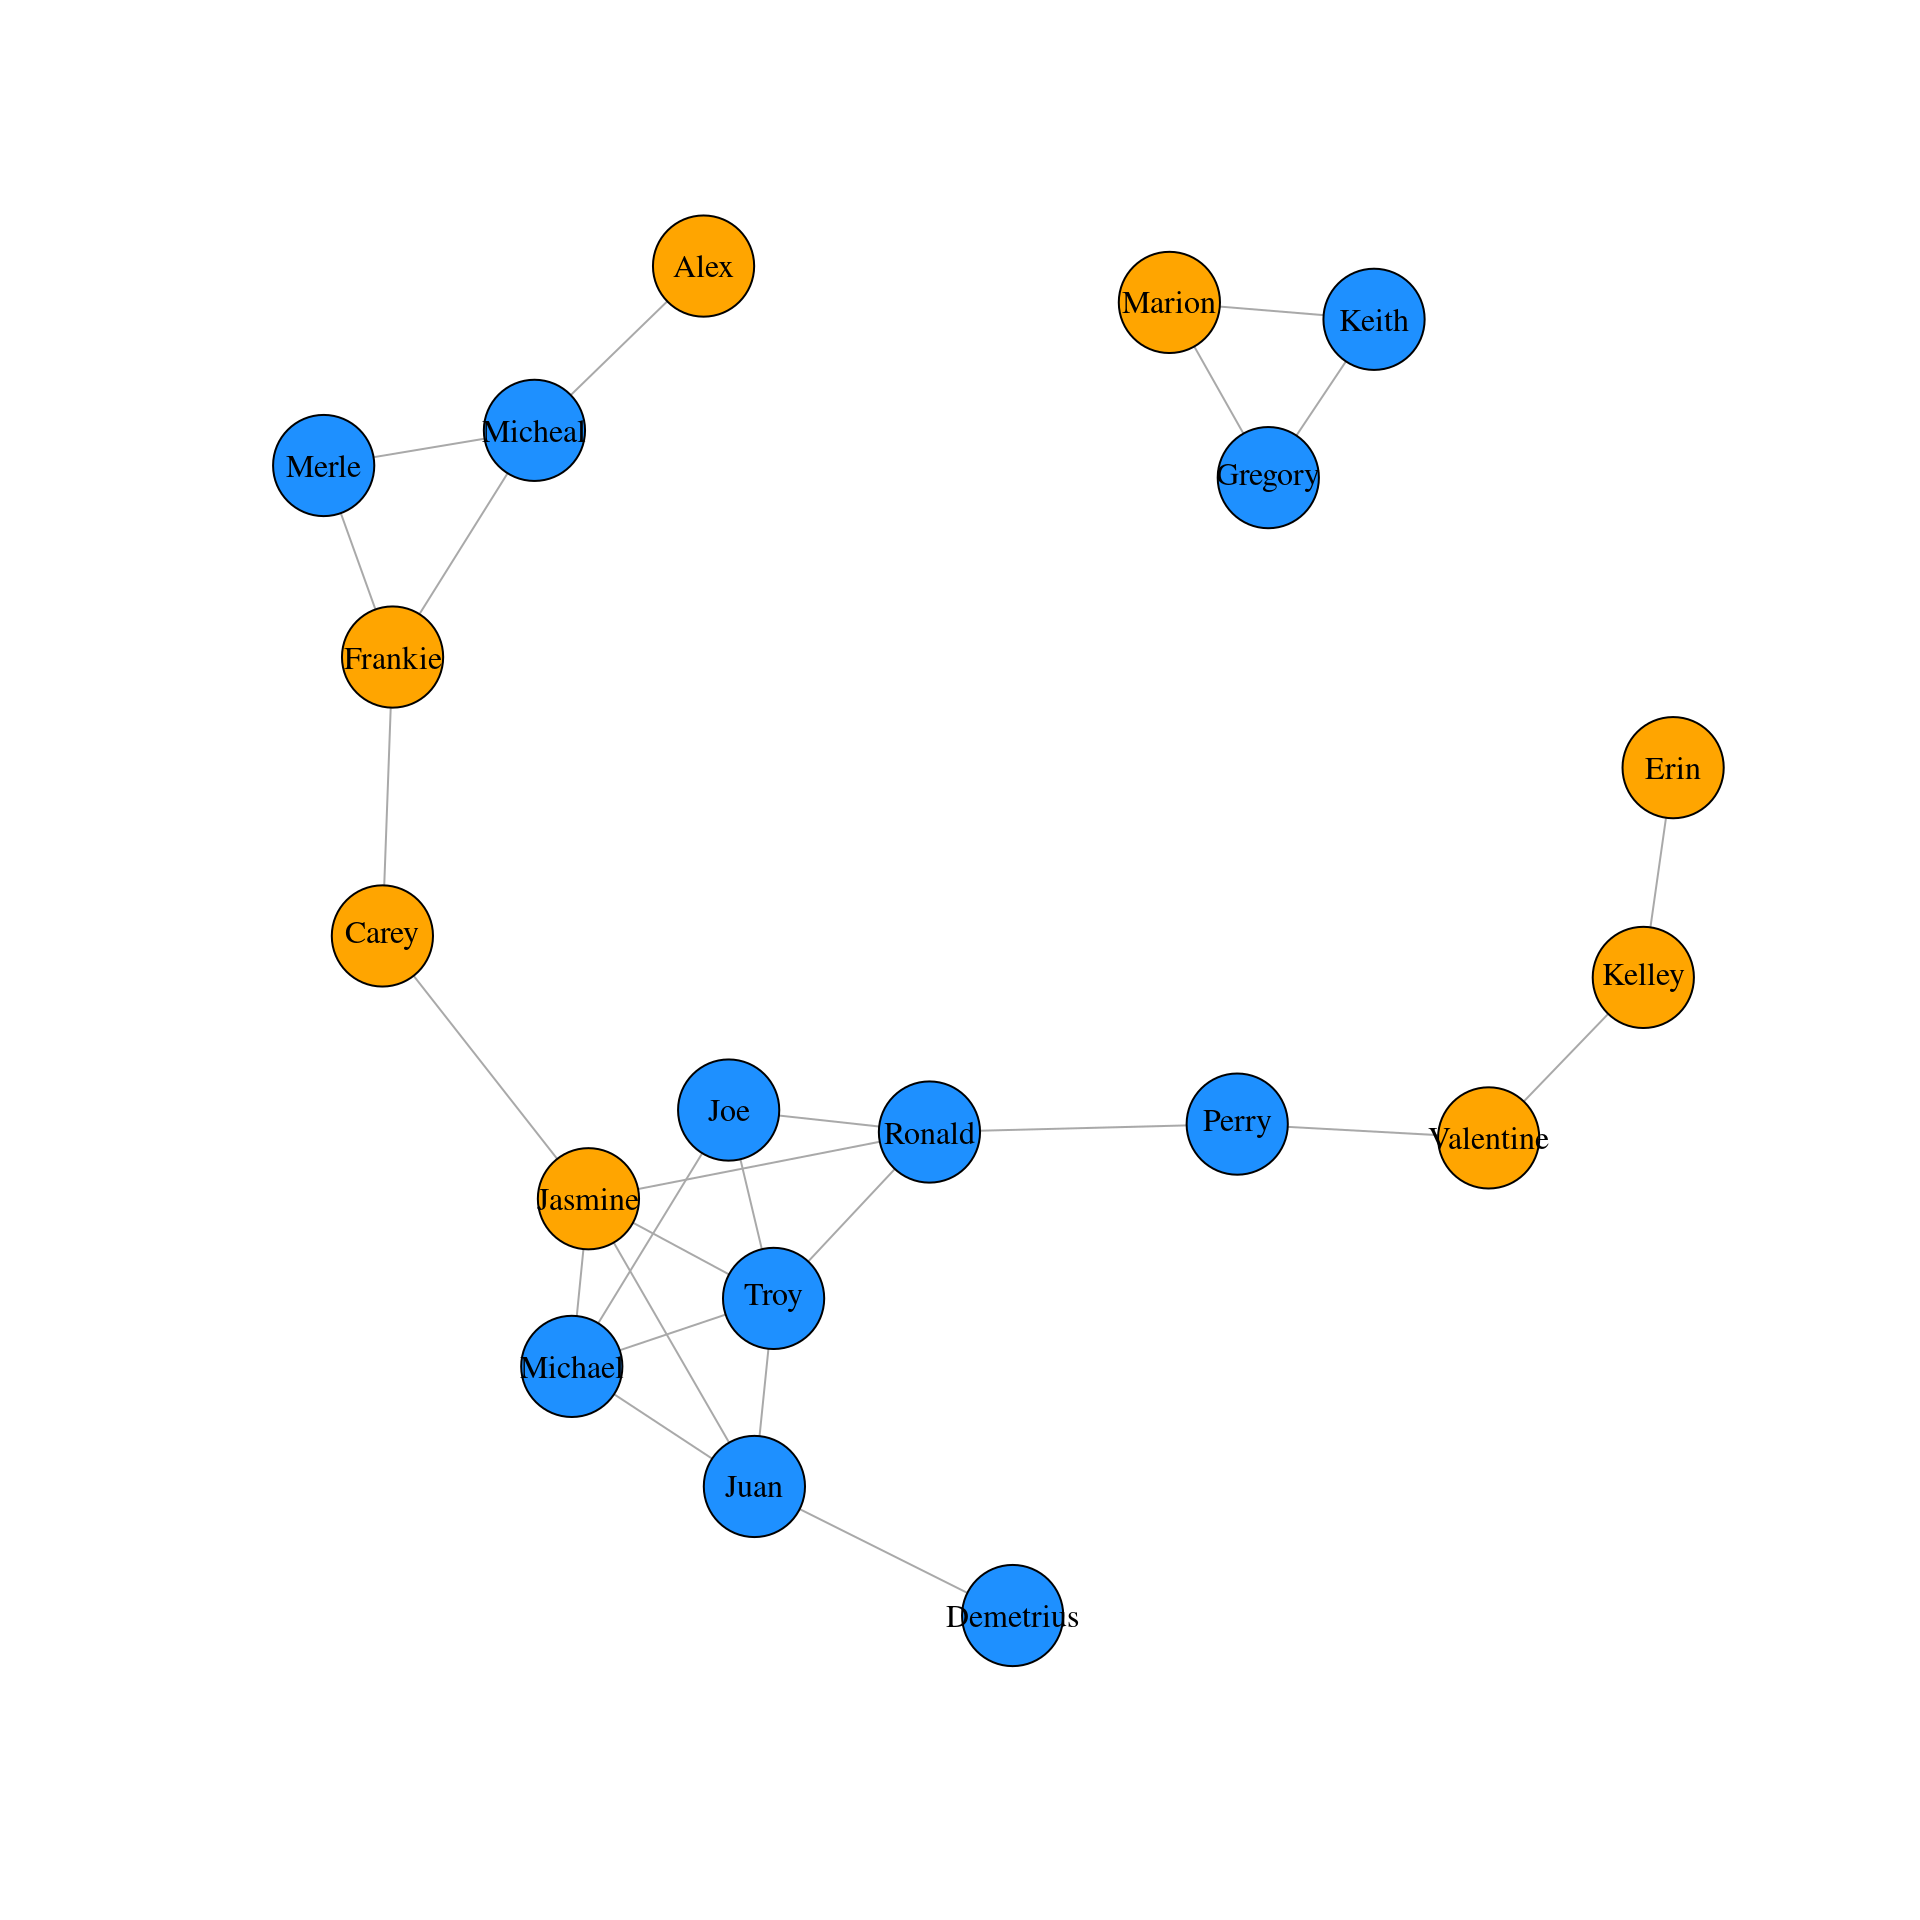 Alex
Marion
Keith
Micheal
Merle
Gregory
Frankie
Erin
Carey
Kelley
Joe
Ronald
Perry
Valentine
Jasmine
Troy
Michael
Juan
Demetrius